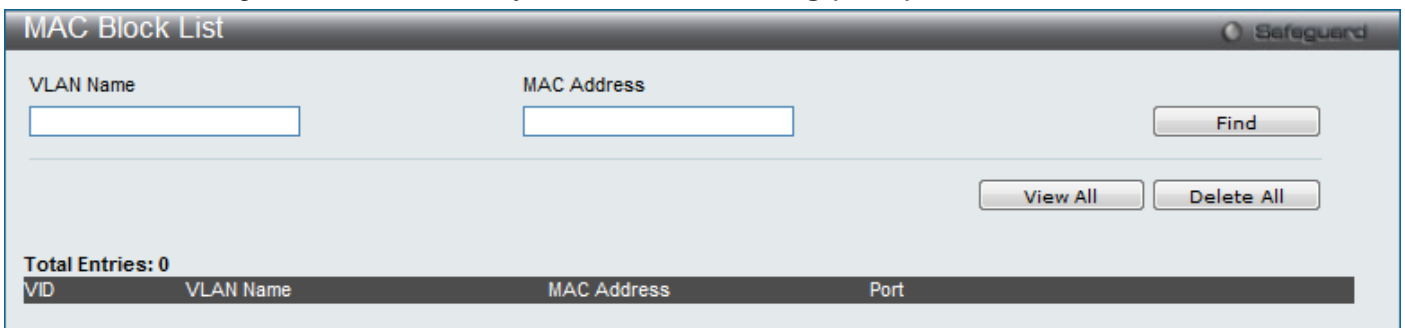 MAC Block List
Safeguard
VLAN Name MAC Address
Find
View All Delete All
Total Entries: 0
VID VLAN Name MAC Address Port